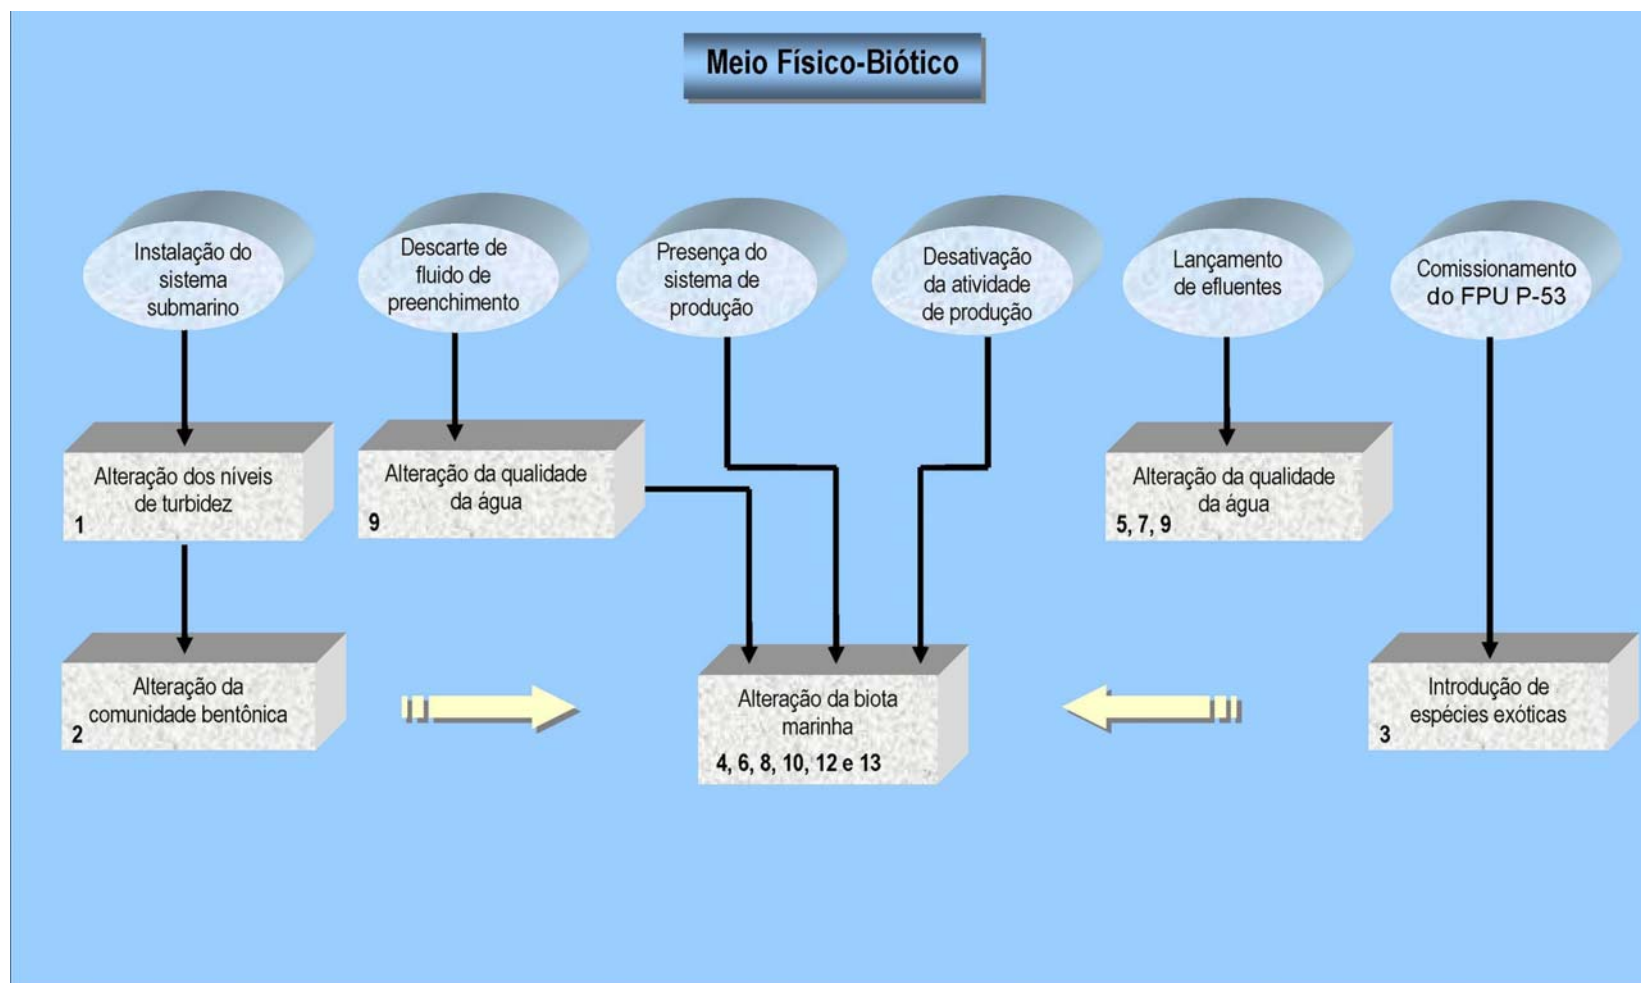 Meio Físico-Biótico
Instalação do
sistema
submarino
Descarte de
fluido de
preenchimento
Presença do
sistema de
produção
Desativação
da atividade
de produção
Lançamento
de efluentes
Comissionamento
do FPU P-53
Alteração dos níveis
de turbidez
1
Alteração da qualidade
da água
9
Alteração da qualidade
da água
5, 7, 9
Alteração da
comunidade bentônica
2
Alteração da biota
marinha
4, 6, 8, 10, 12 e 13
Introdução de
espécies exóticas
3